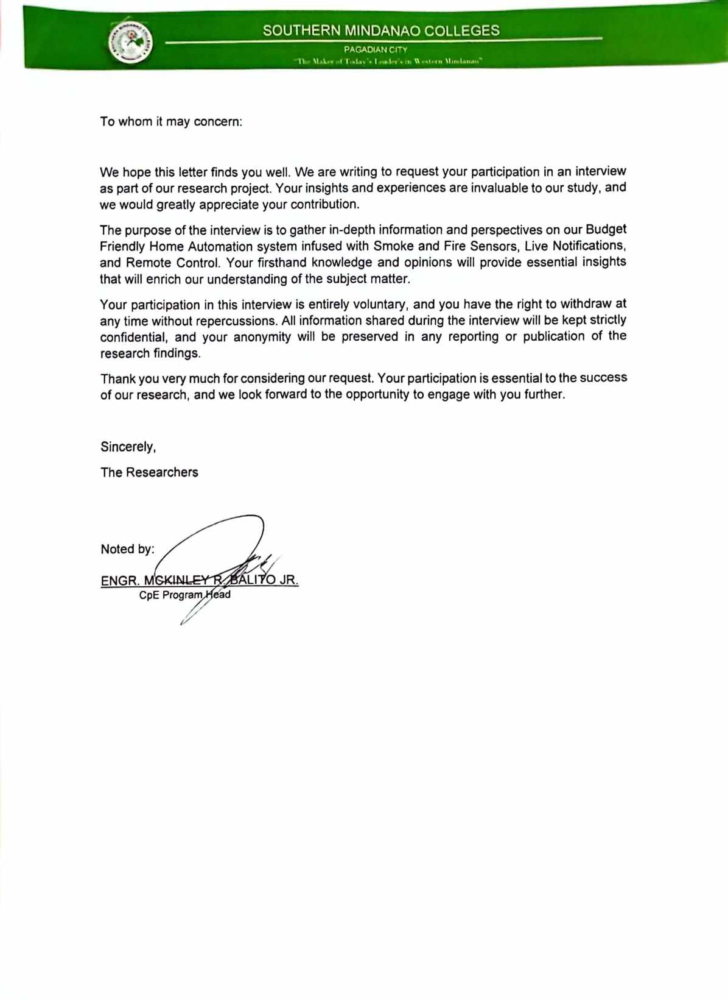 SOUTHERN MINDANAO COLLEGES
PAGADIAN CITY
"The Maker of Today's Leader's in Western Mindanao"
To whom it may concern:
We hope this letter finds you well. We are writing to request your participation in an interview
as part of our research project. Your insights and experiences are invaluable to our study, and
we would greatly appreciate your contribution.
The purpose of the interview is to gather in-depth information and perspectives on our Budget
Friendly Home Automation system infused with Smoke and Fire Sensors, Live Notifications,
and Remote Control. Your firsthand knowledge and opinions will provide essential insights
that will enrich our understanding of the subject matter.
Your participation in this interview is entirely voluntary, and you have the right to withdraw at
any time without repercussions. All information shared during the interview will be kept strictly
confidential, and your anonymity will be preserved in any reporting or publication of the
research findings.
Thank you very much for considering our request. Your participation is essential to the success
of our research, and we look forward to the opportunity to engage with you further.
Sincerely,
The Researchers
Noted by:
ENGR. MCKINLEY R. BALITO JR.
CpE Program Head